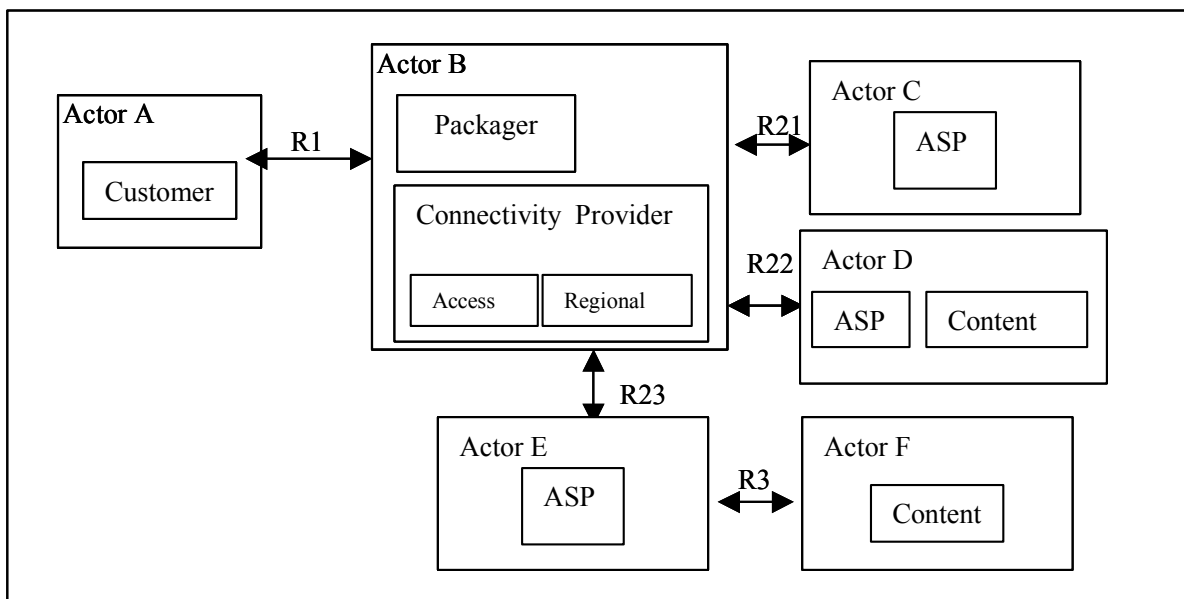 Actor A
Customer
R1
Actor B
Packager
Connectivity Provider
Access
Regional
R21
Actor C
ASP
R22
Actor D
ASP
Content
R23
Actor E
ASP
R3
Actor F
Content